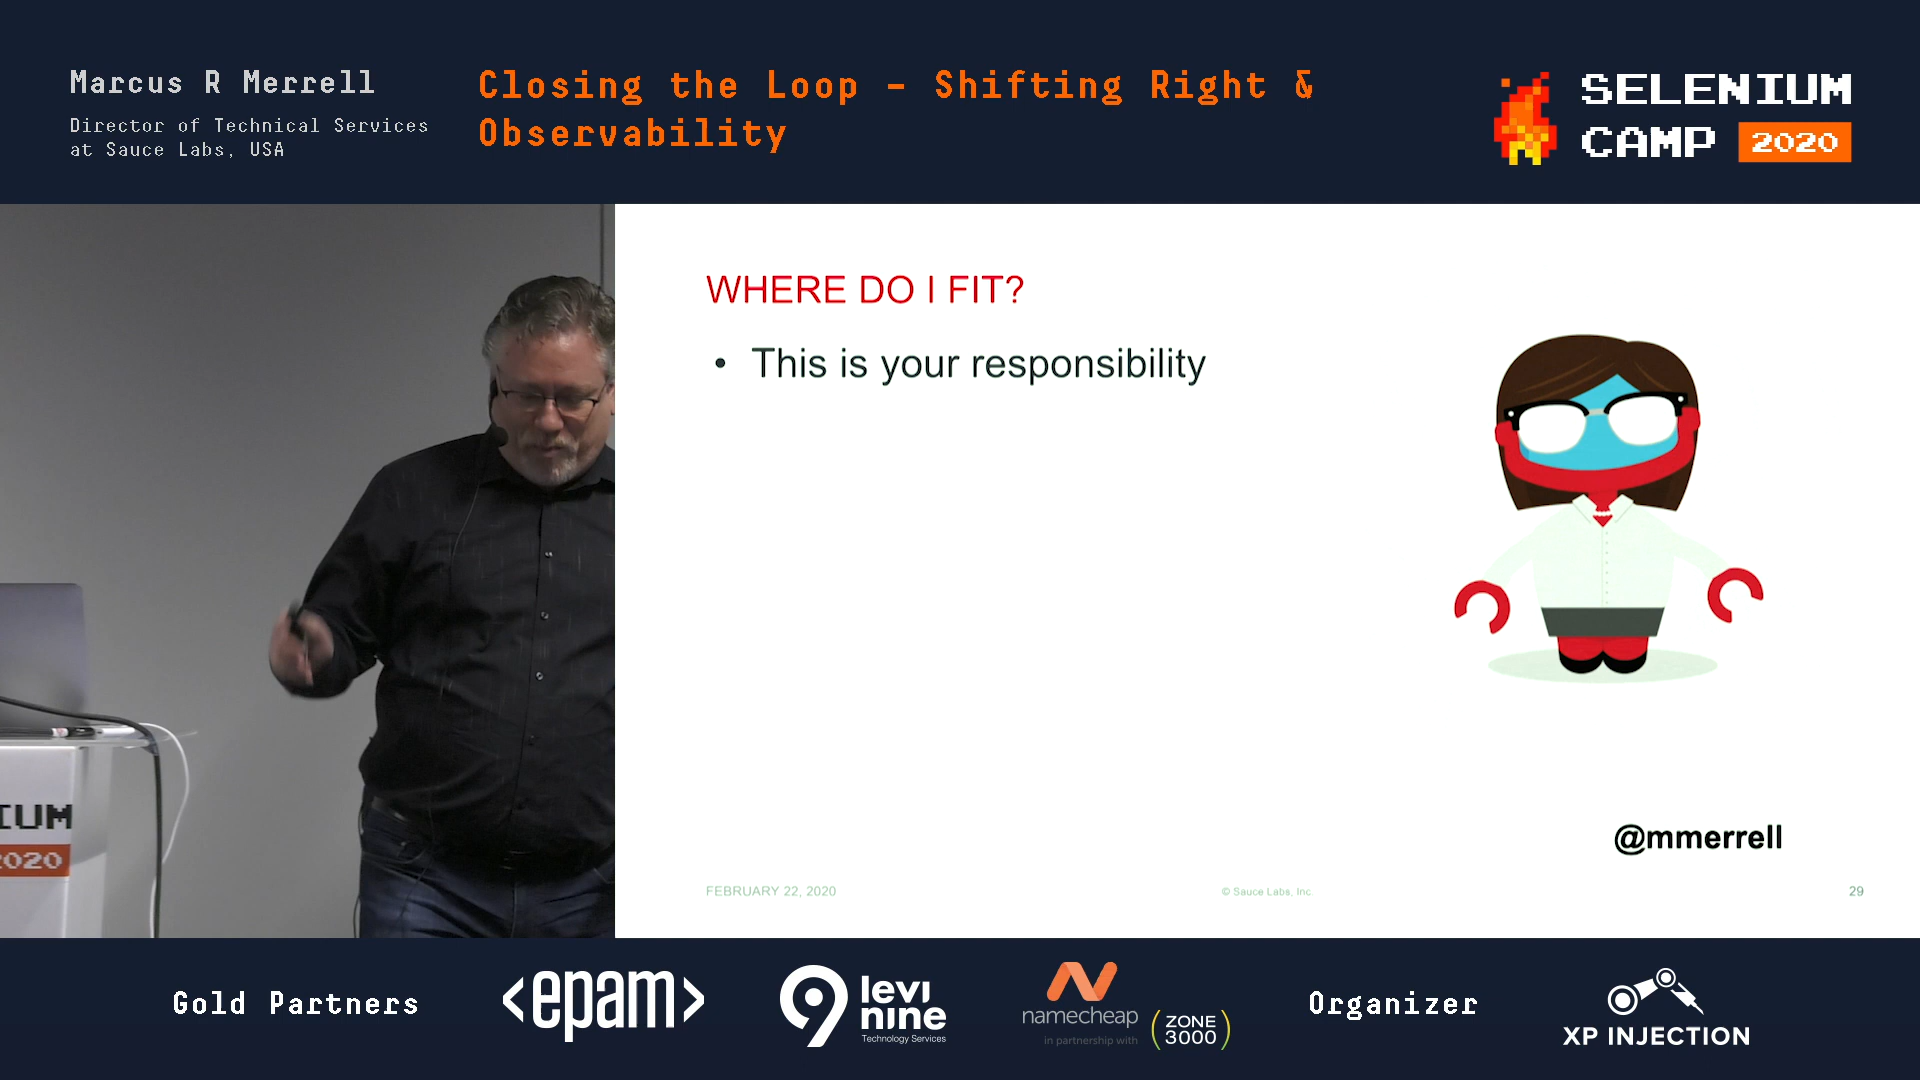 Marcus R Merrell
Director of Technical Services
at Sauce Labs, USA
Closing the Loop - Shifting Right &
Observability
SELENIUM
CAMP 2020
WHERE DO I FIT?
• This is your responsibility
@mmerrell
FEBRUARY 22, 2020
© Sauce Labs, Inc.
29
IUM
2020
Gold Partners
<epam>
levi
nine
Technology Services
namecheap
in partnership with
(ZONE
3000)
Organizer
XP INJECTION